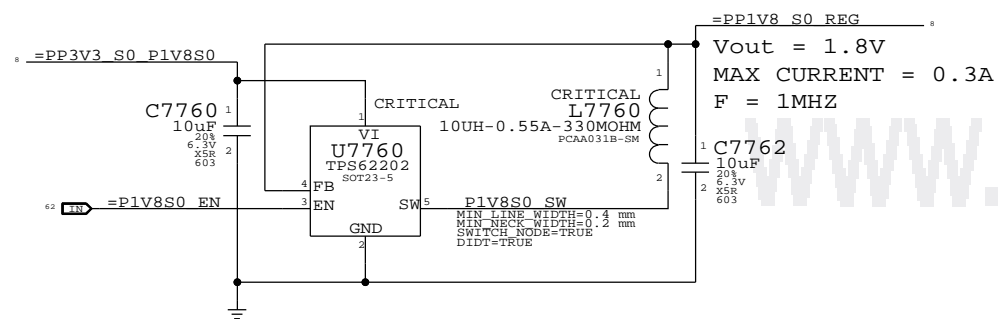 =PP1V8_S0_REG
8
8
=PP3V3_S0_P1V8S0
Vout = 1.8V
MAX CURRENT = 0.3A
F = 1MHZ
C7760
1
10uF
20%
6.3V
X5R
603
2
CRITICAL
1
VI
U7760
TPS62202
SOT23-5
4
FB
3
EN
SW
5
GND
2
1
CRITICAL
L7760
10UH-0.55A-330MOHM
PCAA031B-SM
2
1
C7762
10uF
20%
6.3V
X5R
603
2
62
IN
=P1V8S0_EN
P1V8S0_SW
MIN_LINE_WIDTH=0.4 mm
MIN_NECK_WIDTH=0.2 mm
SWITCH_NODE=TRUE
DIDT=TRUE
www.